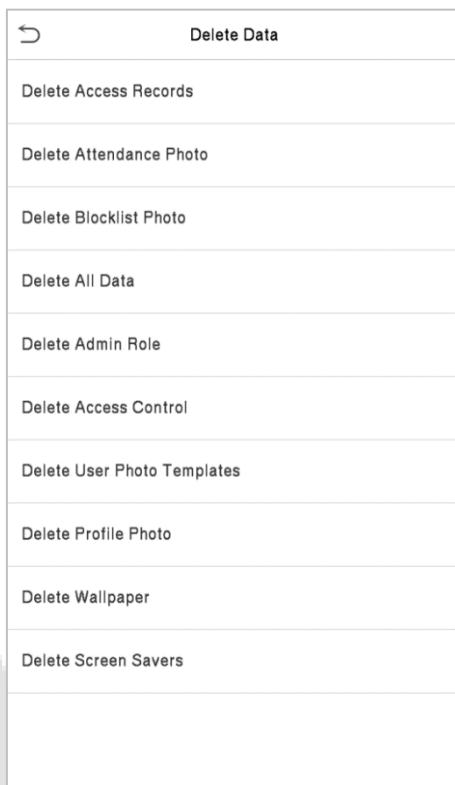 Delete Data
Delete Access Records
Delete Attendance Photo
Delete Blocklist Photo
Delete All Data
Delete Admin Role
Delete Access Control
Delete User Photo Templates
Delete Profile Photo
Delete Wallpaper
Delete Screen Savers